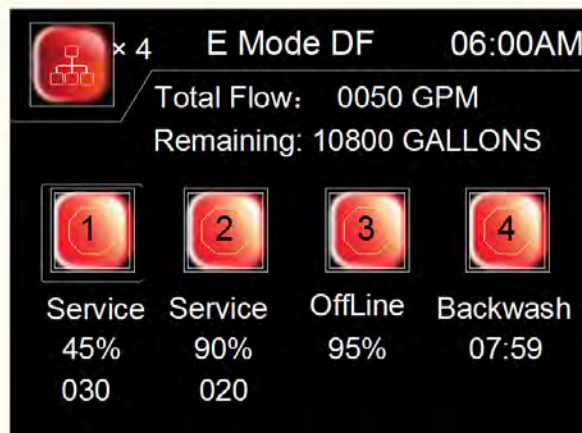 × 4 E Mode DF 06:00AM
Total Flow： 0050 GPM
Remaining: 10800 GALLONS
1 2 3 4
Service Service OffLine Backwash
45% 90% 95% 07:59
030 020